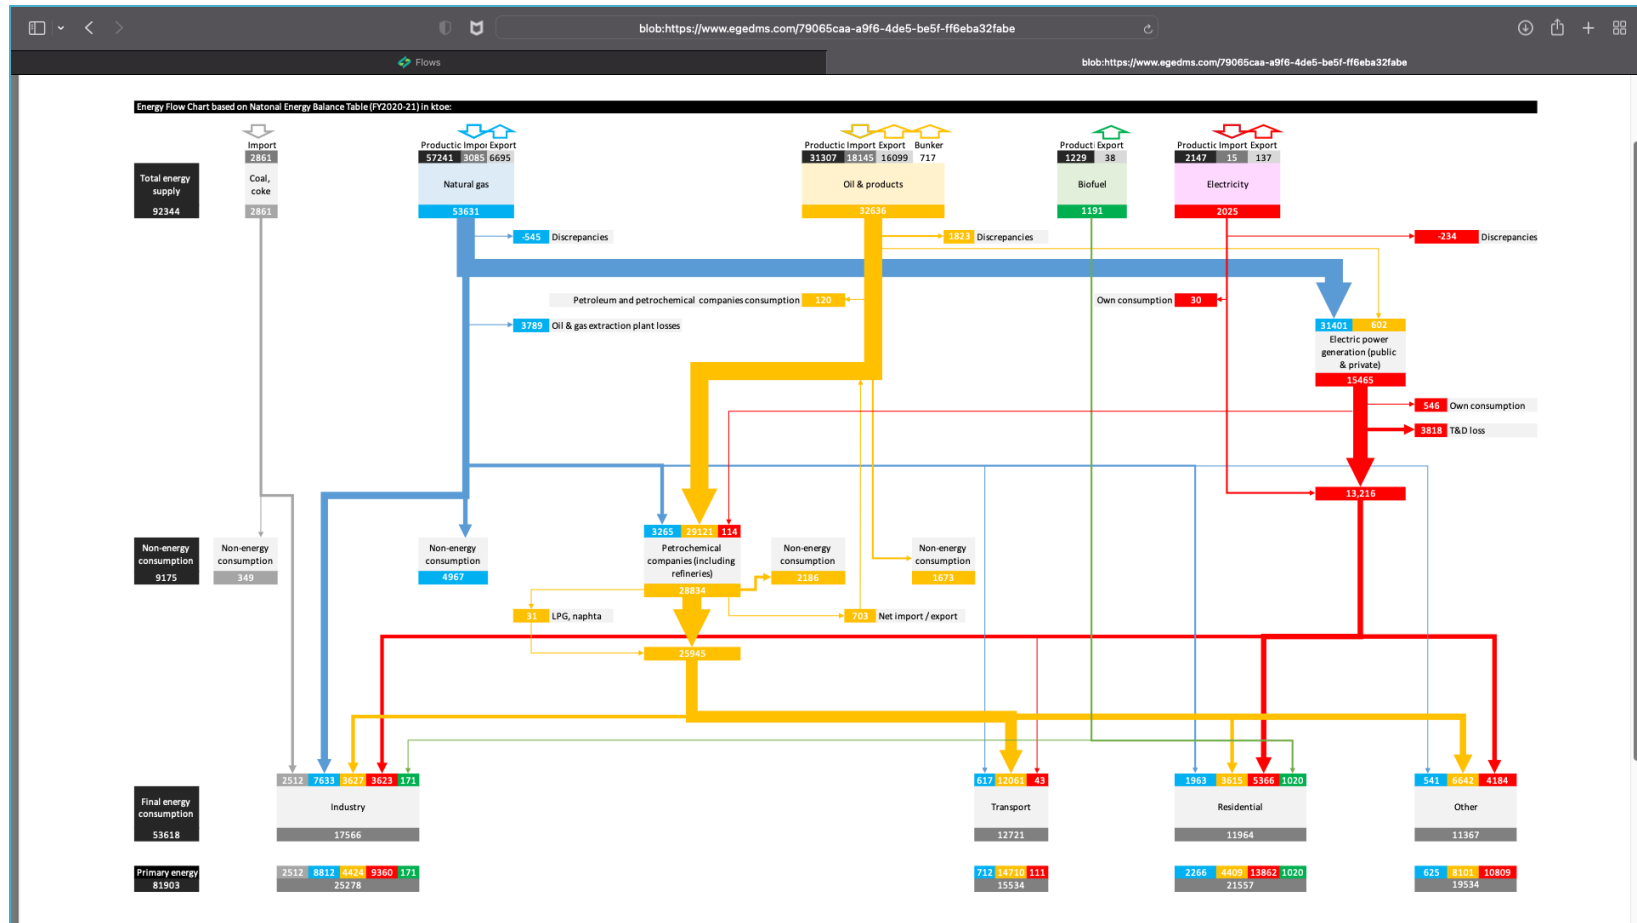 blob:https://www.egedms.com/79065caa-a9f6-4de5-be5f-ff6eba32fabe
Flows
blob:https://www.egedms.com/79065caa-a9f6-4de5-be5f-ff6eba32fabe
Energy Flow Chart based on Natonal Energy Balance Table (FY2020-21) in ktoe:
Import
Productic Impor Export
Productic Import Export Bunker
Producti Export
Productic Import Export
2861
57241 3085 6695
31307 18145 16099 717
1229 38
2147 15 137
Total energy supply
92344
Coal, coke
2861
Natural gas
53631
Oil & products
32636
Biofuel
1191
Electricity
2025
-545 Discrepancies
1823 Discrepancies
-234 Discrepancies
Petroleum and petrochemical companies consumption 120
Own consumption 30
3789 Oil & gas extraction plant losses
31401 602
Electric power
generation (public
& private)
15465
546 Own consumption
3818 T&D loss
13,216
3265 29121 114
Non-energy consumption
9175
Non-energy consumption
349
Non-energy consumption
4967
Petrochemical
companies (including
refineries)
28834
Non-energy consumption
2186
Non-energy consumption
1673
31 LPG, naphta
703 Net import / export
25945
2512 7633 3627 3623 171
617 12061 43
1963 3615 5366 1020
541 6642 4184
Final energy consumption
53618
Industry
17566
Transport
12721
Residential
11964
Other
11367
Primary energy
81903
2512 8812 4424 9360 171
25278
712 14710 111
15534
2266 4409 13862 1020
21557
625 8101 10809
19534